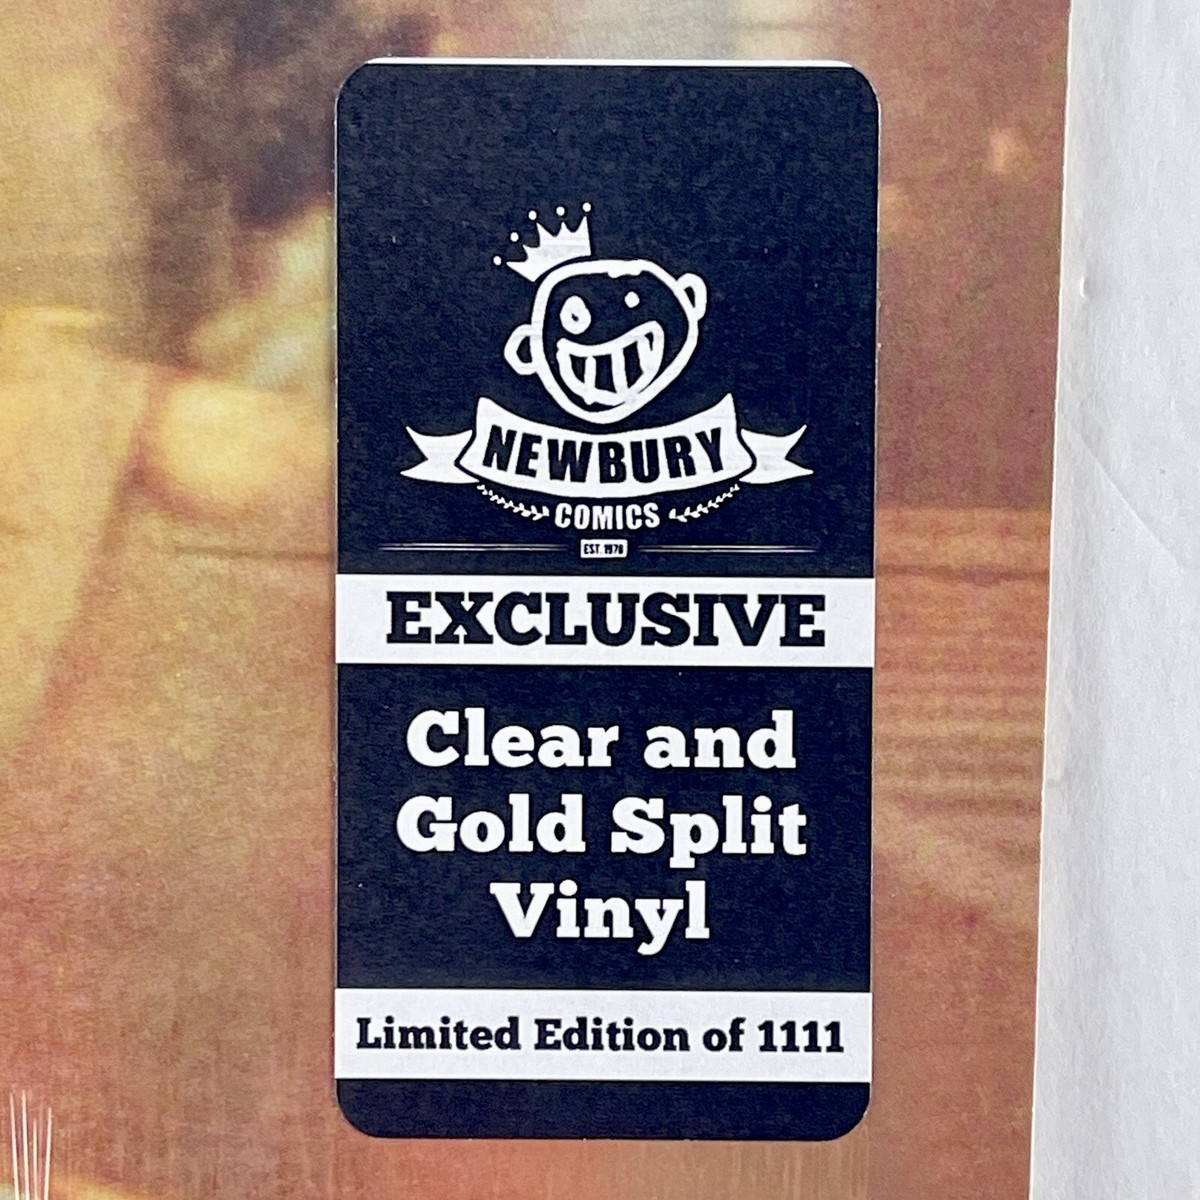 NEWBURY
COMICS
EST. 1978
EXCLUSIVE
Clear and
Gold Split
Vinyl
Limited Edition of 1111